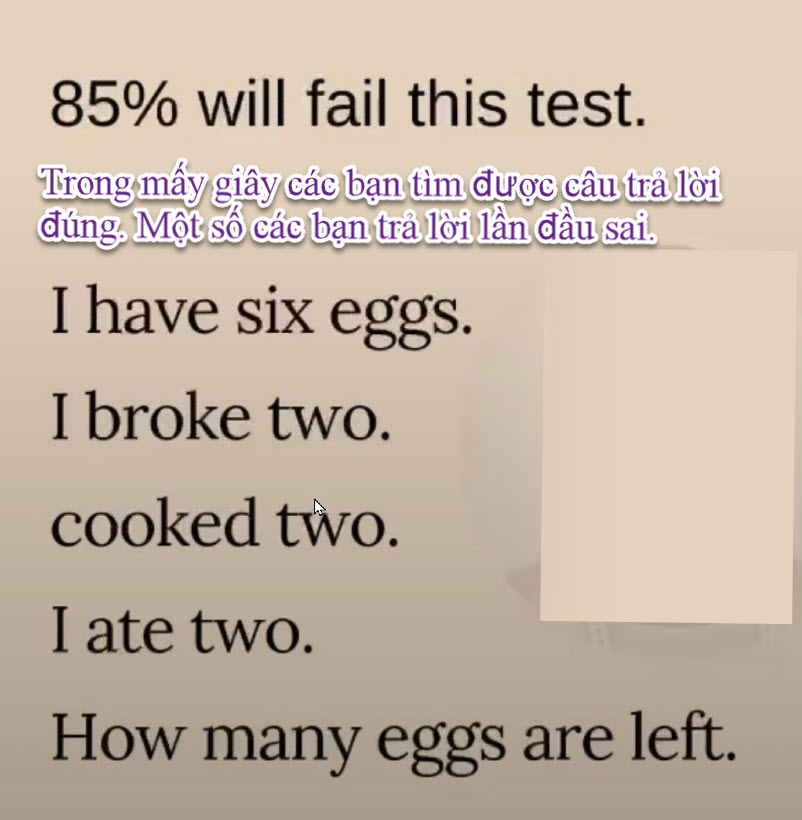 85% will fail this test.
Trong mấy giây các bạn tìm được câu trả lời
đúng. Một số các bạn trả lời lần đầu sai.
I have six eggs.
I broke two.
cooked two.
I ate two.
How many eggs are left.